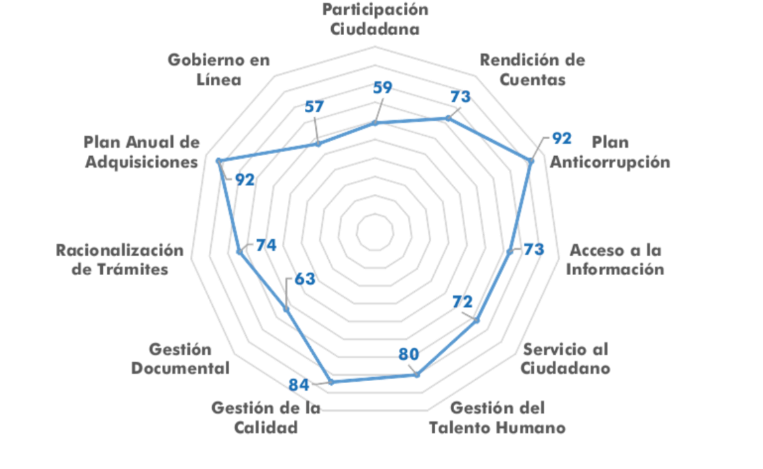 Participación
Ciudadana
59
Rendición de
Cuentas
73
Plan
Anticorrupción
92
Acceso a la
Información
73
Servicio al
Ciudadano
72
Gestión del
Talento Humano
80
Gestión de la
Calidad
84
Gestión
Documental
63
Racionalización
de Trámites
74
Plan Anual de
Adquisiciones
92
Gobierno en
Línea
57